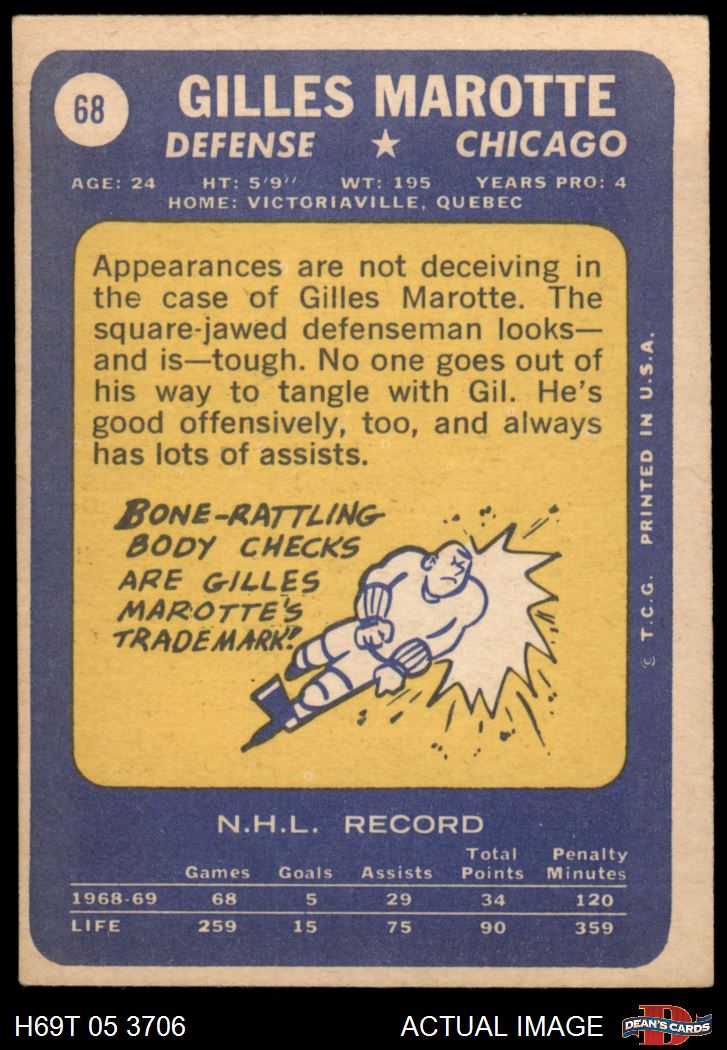 68
GILLES MAROTTE
DEFENSE ★ CHICAGO
AGE: 24 HT: 5'9" WT: 195 YEARS PRO: 4
HOME: VICTORIAVILLE, QUEBEC
Appearances are not deceiving in
the case of Gilles Marotte. The
square-jawed defenseman looks—
and is—tough. No one goes out of
his way to tangle with Gil. He's
good offensively, too, and always
has lots of assists.
BONE-RATTLING
BODY CHECKS
ARE GILLES
MAROTTE'S
TRADEMARK!
© T.C.G. PRINTED IN U.S.A.
N.H.L. RECORD
Games Goals Assists Total Points Penalty Minutes
1968-69 68 5 29 34 120
LIFE 259 15 75 90 359
H69T 05 3706 ACTUAL IMAGE
D
DEAN'S CARDS